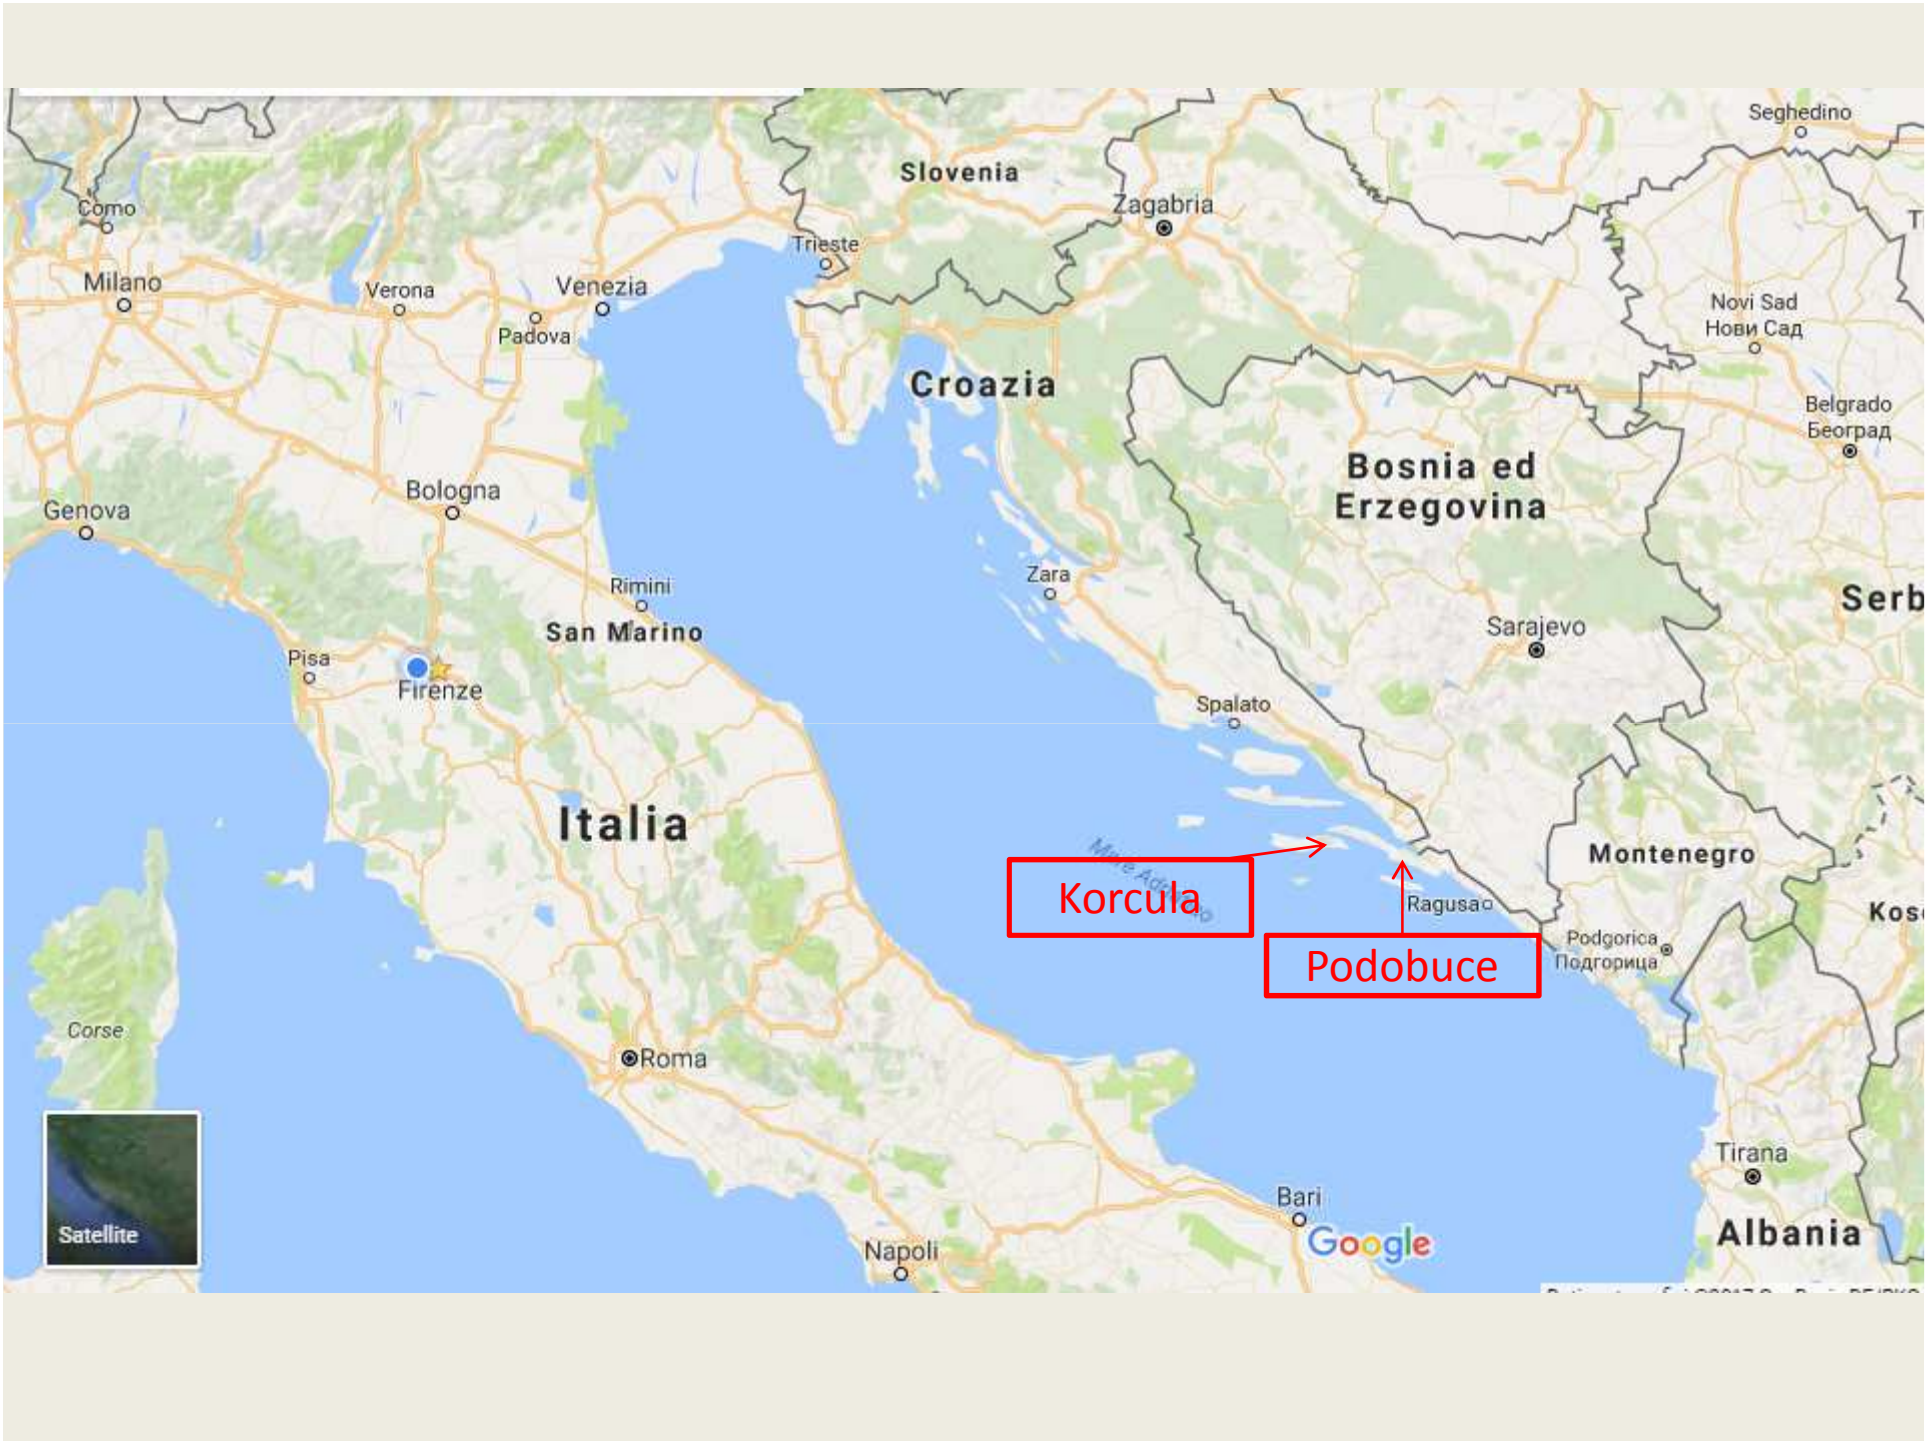 Seghedino
Slovenia
Como
Zagabria
Trieste
Milano
Verona
Venezia
Novi Sad
Нови Сад
Padova
Croazia
Belgrado
Београд
Bosnia ed
Erzegovina
Bologna
Genova
Zara
Rimini
Serb
San Marino
Sarajevo
Pisa
Firenze
Spalato
Italia
Montenegro
Korcula
Ragusa
Kos
Podgorica
Подгорица
Podobuce
Corse
Roma
Tirana
Bari
Satellite
Albania
Google
Napoli